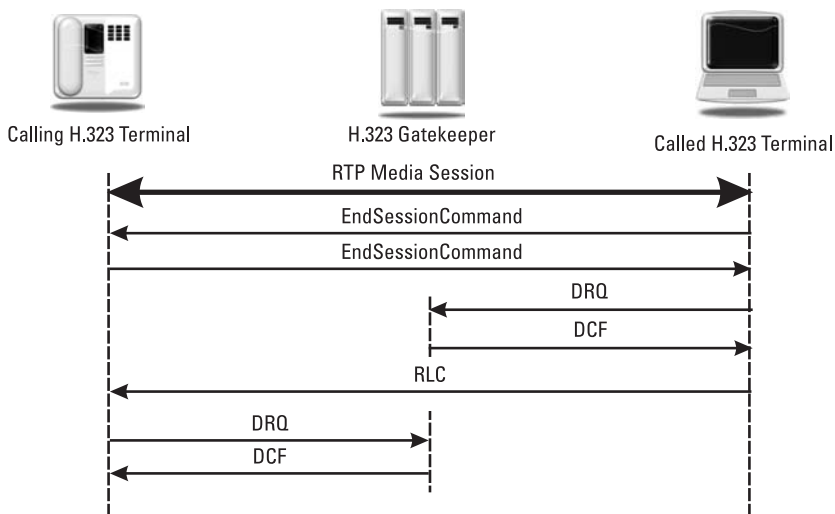 Calling H.323 Terminal
H.323 Gatekeeper
Called H.323 Terminal
RTP Media Session
EndSessionCommand
EndSessionCommand
DRQ
DCF
RLC
DRQ
DCF